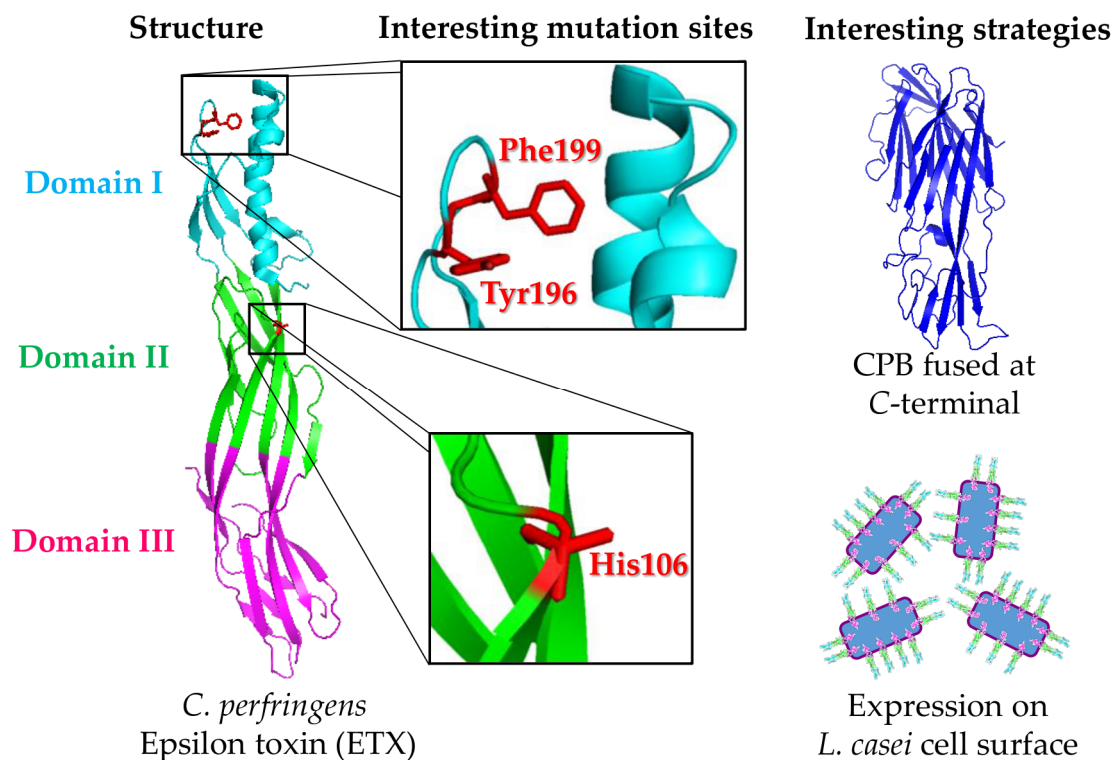 Structure
Interesting mutation sites
Interesting strategies
Domain I
Phe199
Tyr196
Domain II
CPB fused at
C-terminal
His106
Domain III
C. perfringens
Epsilon toxin (ETX)
Expression on
L. casei cell surface